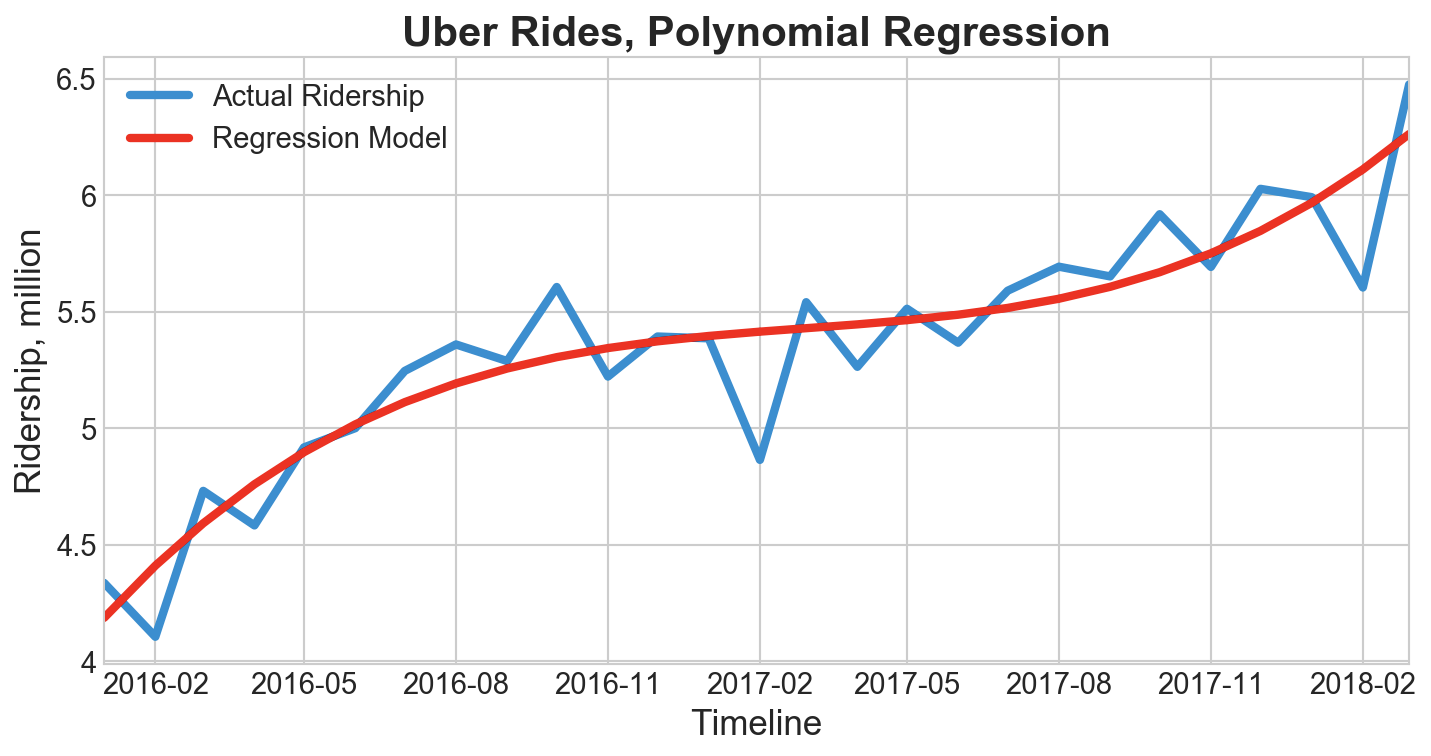 Uber Rides, Polynomial Regression
Actual Ridership
Regression Model
Ridership, million
6.5
6
5.5
5
4.5
4
2016-02 2016-05 2016-08 2016-11 2017-02 2017-05 2017-08 2017-11 2018-02
Timeline